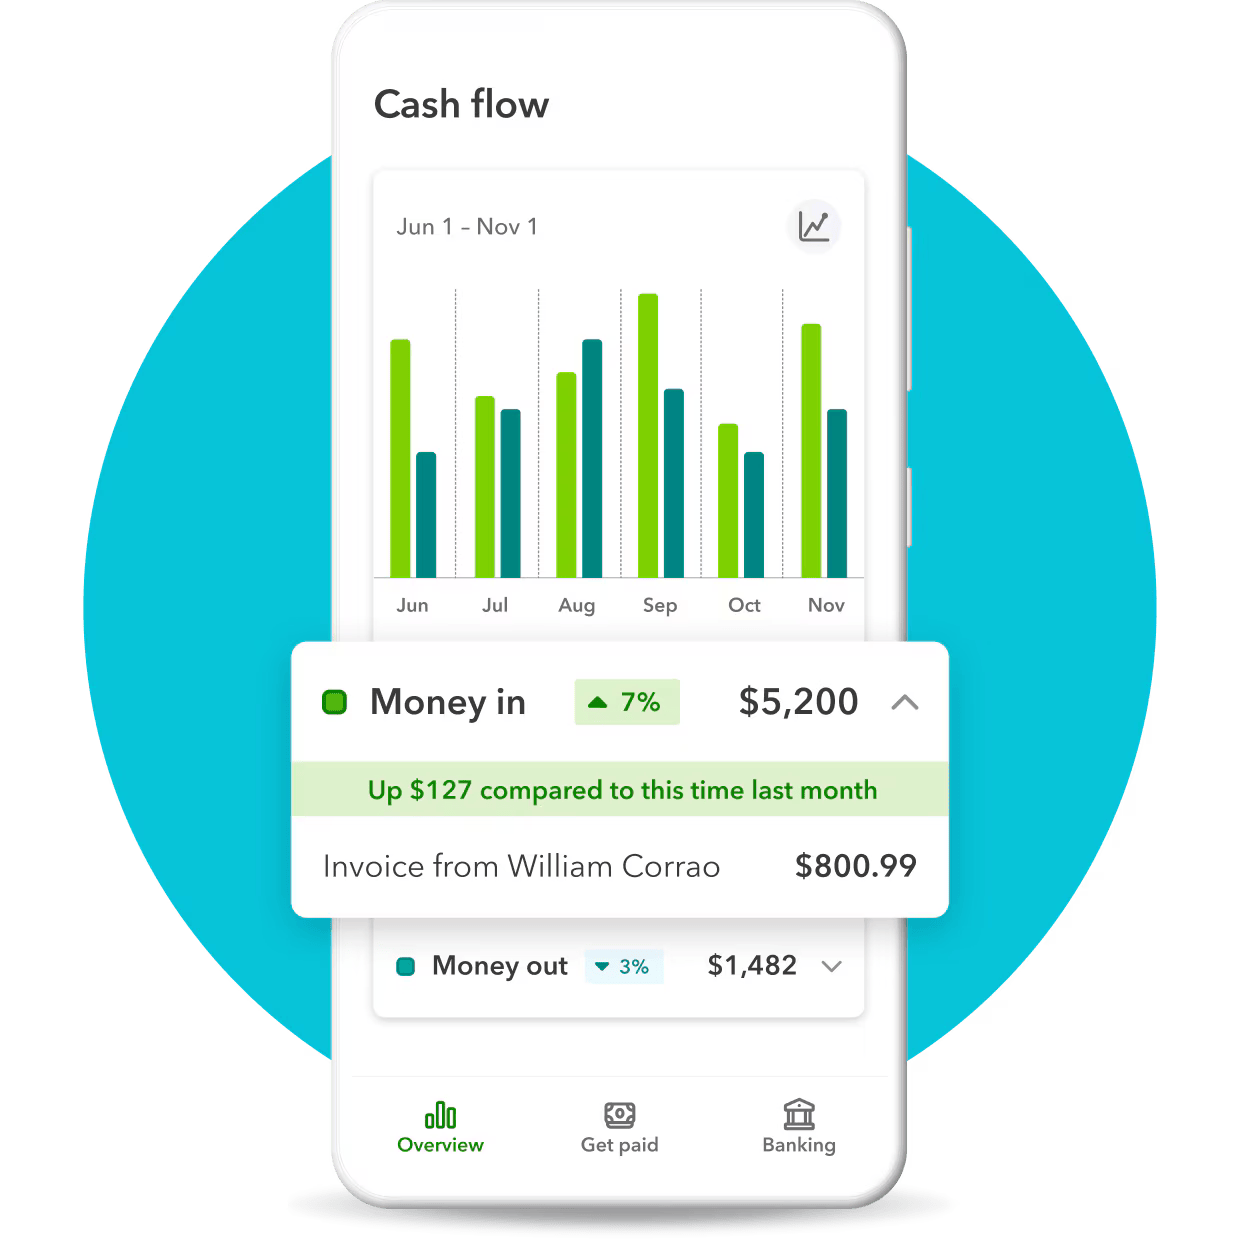 Cash flow
Jun 1 – Nov 1
Jun Jul Aug Sep Oct Nov
Money in 7% $5,200
Up $127 compared to this time last month
Invoice from William Corrao $800.99
Money out 3% $1,482
Overview Get paid Banking